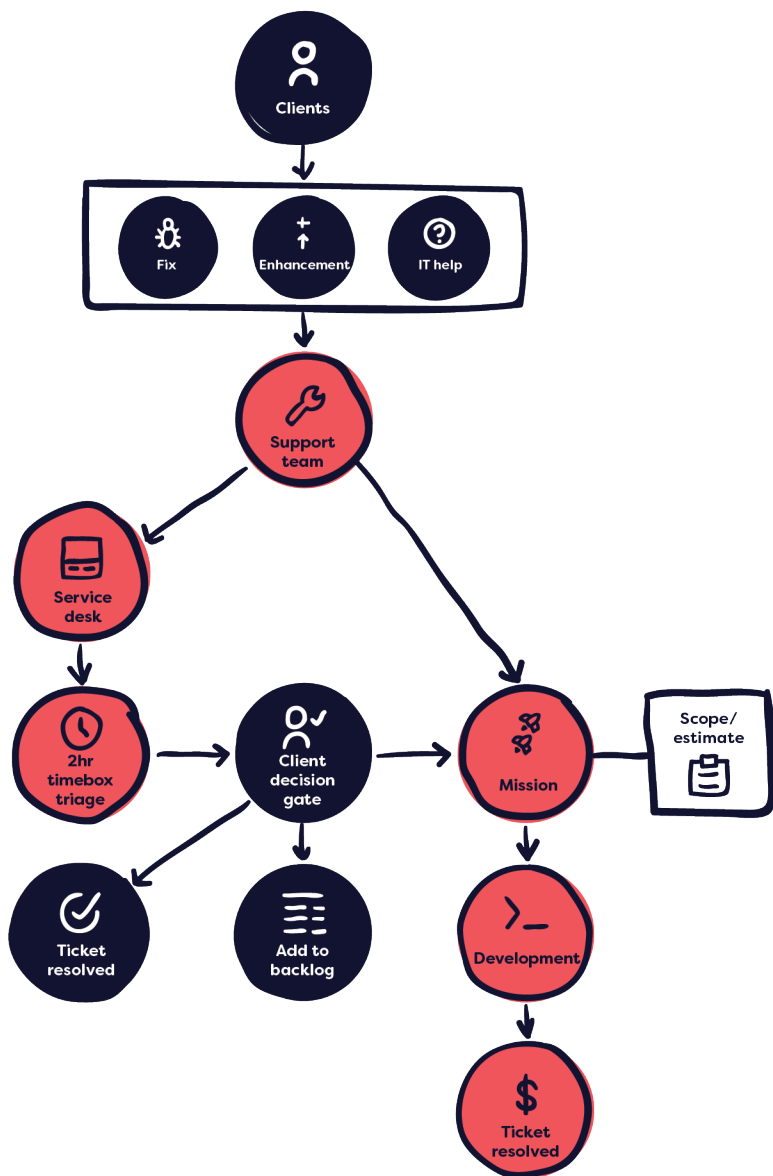 Clients
Fix
Enhancement
IT help
Support
team
Service
desk
2hr
timebox
triage
Client
decision
gate
Mission
Scope/
estimate
Ticket
resolved
Add to
backlog
Development
$
Ticket
resolved